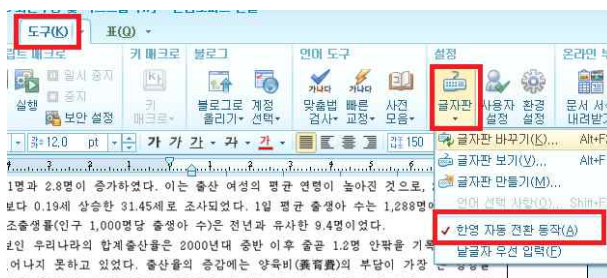 도구(K) 표(Q)
키 매크로 블로그 언어 도구 설정
실행 일시 중지 중지 보안 설정 키 매크로 블로그로 올리기 계정 선택 맞춤법 검사 빠른 교정 사전 모음 글자판 사용자 설정 환경 설정 문서 서 내려받기
12,0 pt 가 가 가 가 가 150
글자판 바꾸기(K)... Alt+F
글자판 보기(V)... Alt+F
글자판 만들기(M)...
언어 선택 사항(O)... Shift+F
한영 자동 전환 동작(A)
낱글자 우선 입력(F)
1명과 2.8명이 증가하였다. 이는 출산 여성의 평균 연령이 높아진 것으로,
보다 0.19세 상승한 31.45세로 조사되었다. 1일 평균 출생아 수는 1,288명
조출생률(인구 1,000명당 출생아 수)은 전년과 유사한 9.4명이었다.
보인 우리나라의 합계출산율은 2000년대 중반 이후 줄곧 1.2명 안팎을 기록
어나지 못하고 있었다. 출산율의 증감에는 양육비(養育費)의 부담이 가장